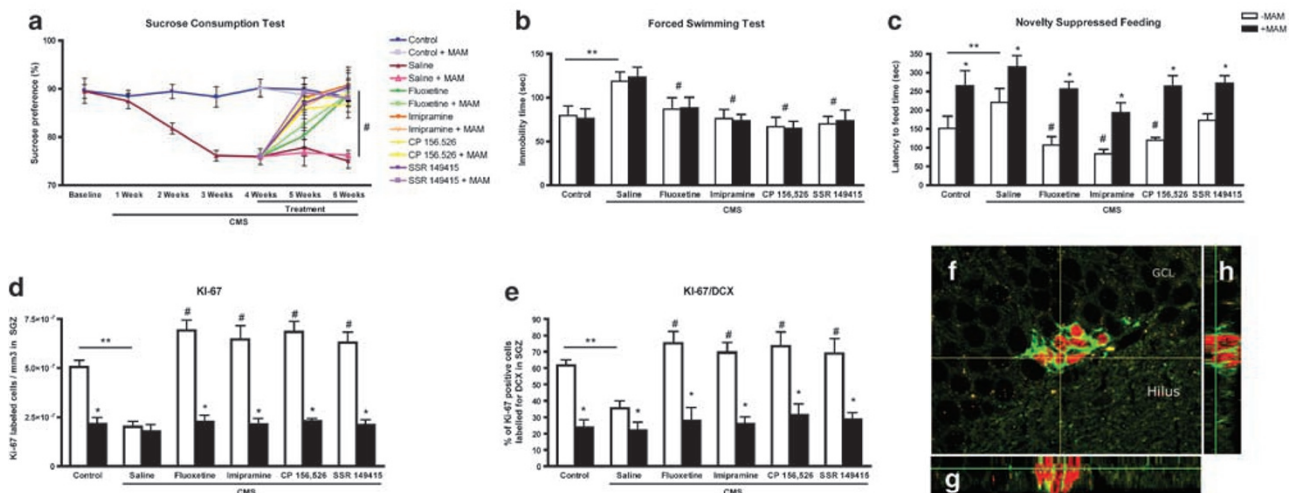 a
Sucrose Consumption Test
Sucrose preference (%)
100
90
80
70
Baseline 1 Week 2 Weeks 3 Weeks 4 Weeks 5 Weeks 6 Weeks
Treatment
CMS
#
Control
Control + MAM
Saline
Saline + MAM
Fluoxetine
Fluoxetine + MAM
Imipramine
Imipramine + MAM
CP 156.526
CP 156.526 + MAM
SSR 149415
SSR 149415 + MAM
b
Forced Swimming Test
Immobility time (sec)
150
100
50
0
**
# # # #
Control Saline Fluoxetine Imipramine CP 156,526 SSR 149415
CMS
c
Novelty Suppressed Feeding
-MAM
+MAM
Latency to feed time (sec)
350
300
250
200
150
100
50
0
**
* * * * * *
# # #
Control Saline Fluoxetine Imipramine CP 156,526 SSR 149415
CMS
d
KI-67
Ki-67 labeled cells / mm3 in SGZ
7.5×10⁻⁷
5.0×10⁻⁷
2.5×10⁻⁷
0
**
# # # #
* * * * *
Control Saline Fluoxetine Imipramine CP 156,526 SSR 149415
CMS
e
KI-67/DCX
% of Ki-67 positive cells
labelled for DCX in SGZ
90
80
70
60
50
40
30
20
10
0
**
# # # #
* * * * * *
Control Saline Fluoxetine Imipramine CP 156,526 SSR 149415
CMS
f
GCL
Hilus
h
g